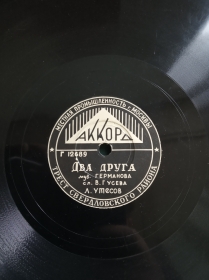 МЕСТНАЯ ПРОМЫШЛЕННОСТЬ г. МОСКВЫ
АККОРД
Г 12689
ДВА ДРУГА
муз. ГЕРМАНОВА
сл. В. ГУСЕВА
Л. УТЕСОВ
ТРЕСТ СВЕРДЛОВСКОГО РАЙОНА